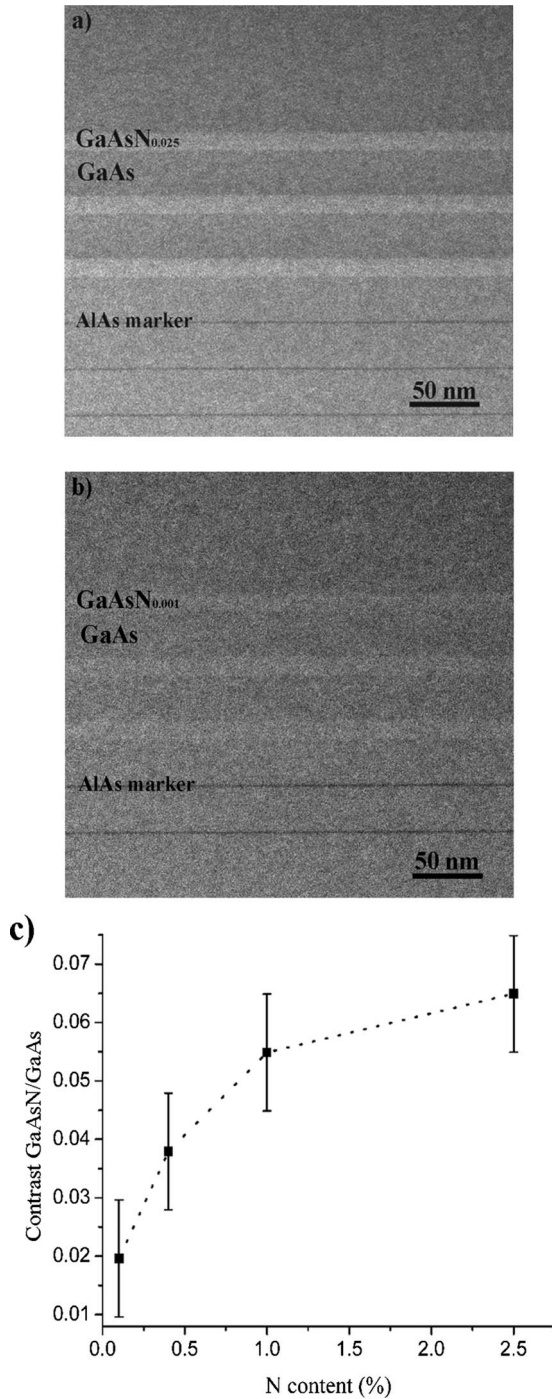 a)
GaAsN0.025
GaAs
AlAs marker
50 nm
b)
GaAsN0.001
GaAs
AlAs marker
50 nm
c)
0.07
0.06
0.05
0.04
0.03
0.02
0.01
Contrast GaAsN/GaAs
0.0 0.5 1.0 1.5 2.0 2.5
N content (%)